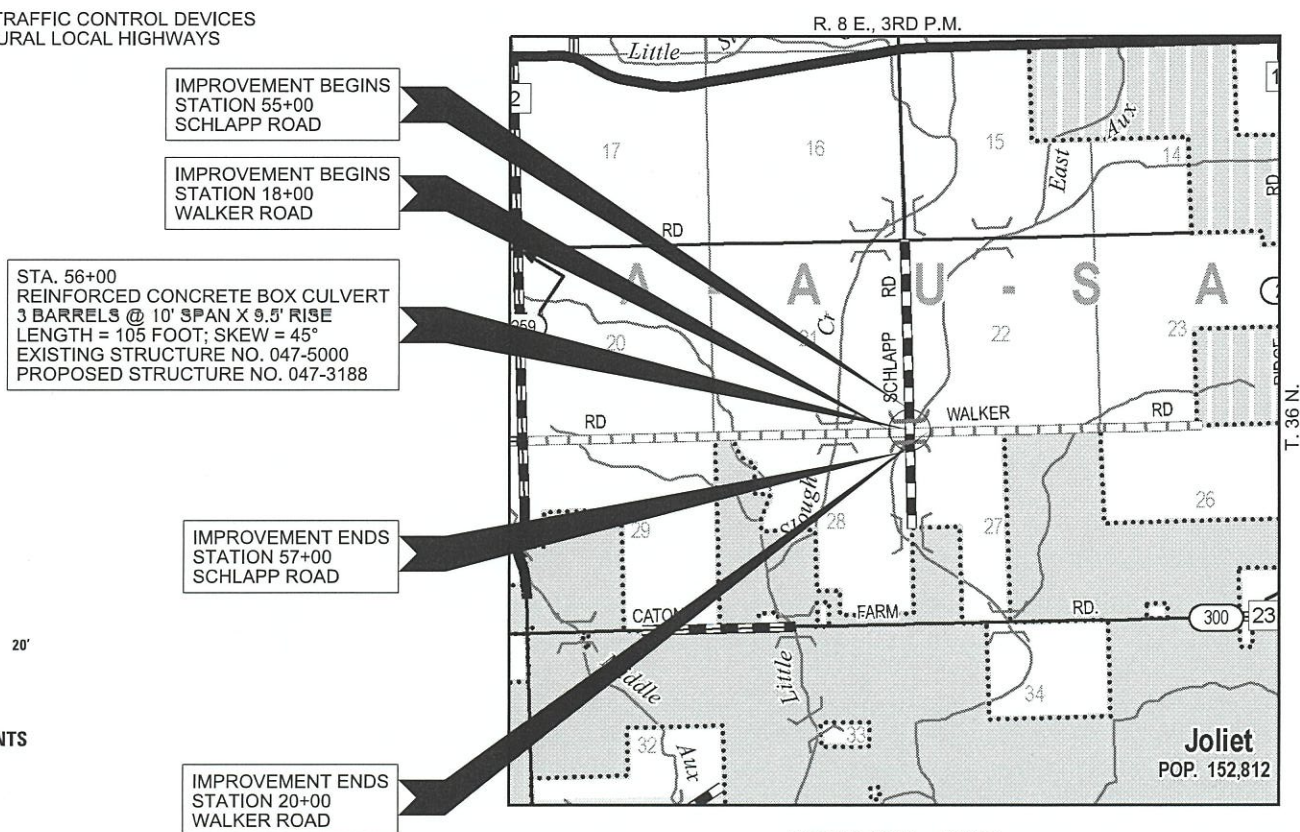 TRAFFIC CONTROL DEVICES
URAL LOCAL HIGHWAYS
R. 8 E., 3RD P.M.
IMPROVEMENT BEGINS
STATION 55+00
SCHLAPP ROAD
IMPROVEMENT BEGINS
STATION 18+00
WALKER ROAD
STA. 56+00
REINFORCED CONCRETE BOX CULVERT
3 BARRELS @ 10' SPAN X 9.5' RISE
LENGTH = 105 FOOT; SKEW = 45°
EXISTING STRUCTURE NO. 047-5000
PROPOSED STRUCTURE NO. 047-3188
IMPROVEMENT ENDS
STATION 57+00
SCHLAPP ROAD
20'
NTS
IMPROVEMENT ENDS
STATION 20+00
WALKER ROAD
Little
2
17
16
15
14
East
Aux
RD
RD
A - A U - S A
259
20
21
Cr
SCHLAPP
RD
22
23
RD
WALKER
RD
T. 36 N.
29
Slough
28
27
26
CATON
FARM
RD.
300
23
Middle
Little
34
33
32
Aux
Joliet
POP. 152,812